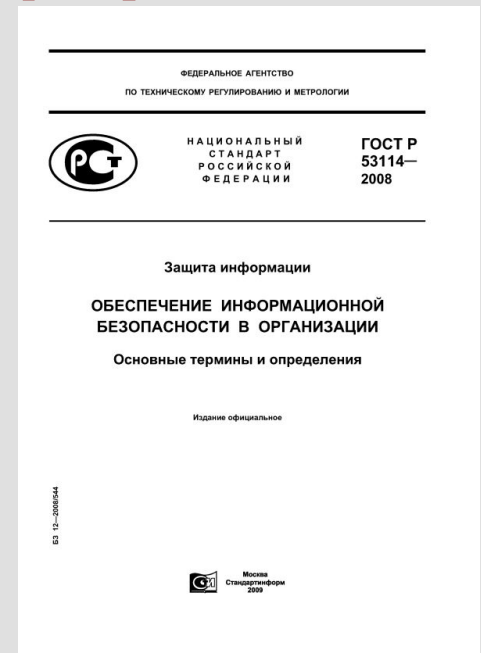 ФЕДЕРАЛЬНОЕ АГЕНТСТВО
ПО ТЕХНИЧЕСКОМУ РЕГУЛИРОВАНИЮ И МЕТРОЛОГИИ
НАЦИОНАЛЬНЫЙ
СТАНДАРТ
РОССИЙСКОЙ
ФЕДЕРАЦИИ
ГОСТ Р
53114—
2008
Защита информации
ОБЕСПЕЧЕНИЕ ИНФОРМАЦИОННОЙ
БЕЗОПАСНОСТИ В ОРГАНИЗАЦИИ
Основные термины и определения
Издание официальное
БЗ 12—2008/544
Москва
Стандартинформ
2009